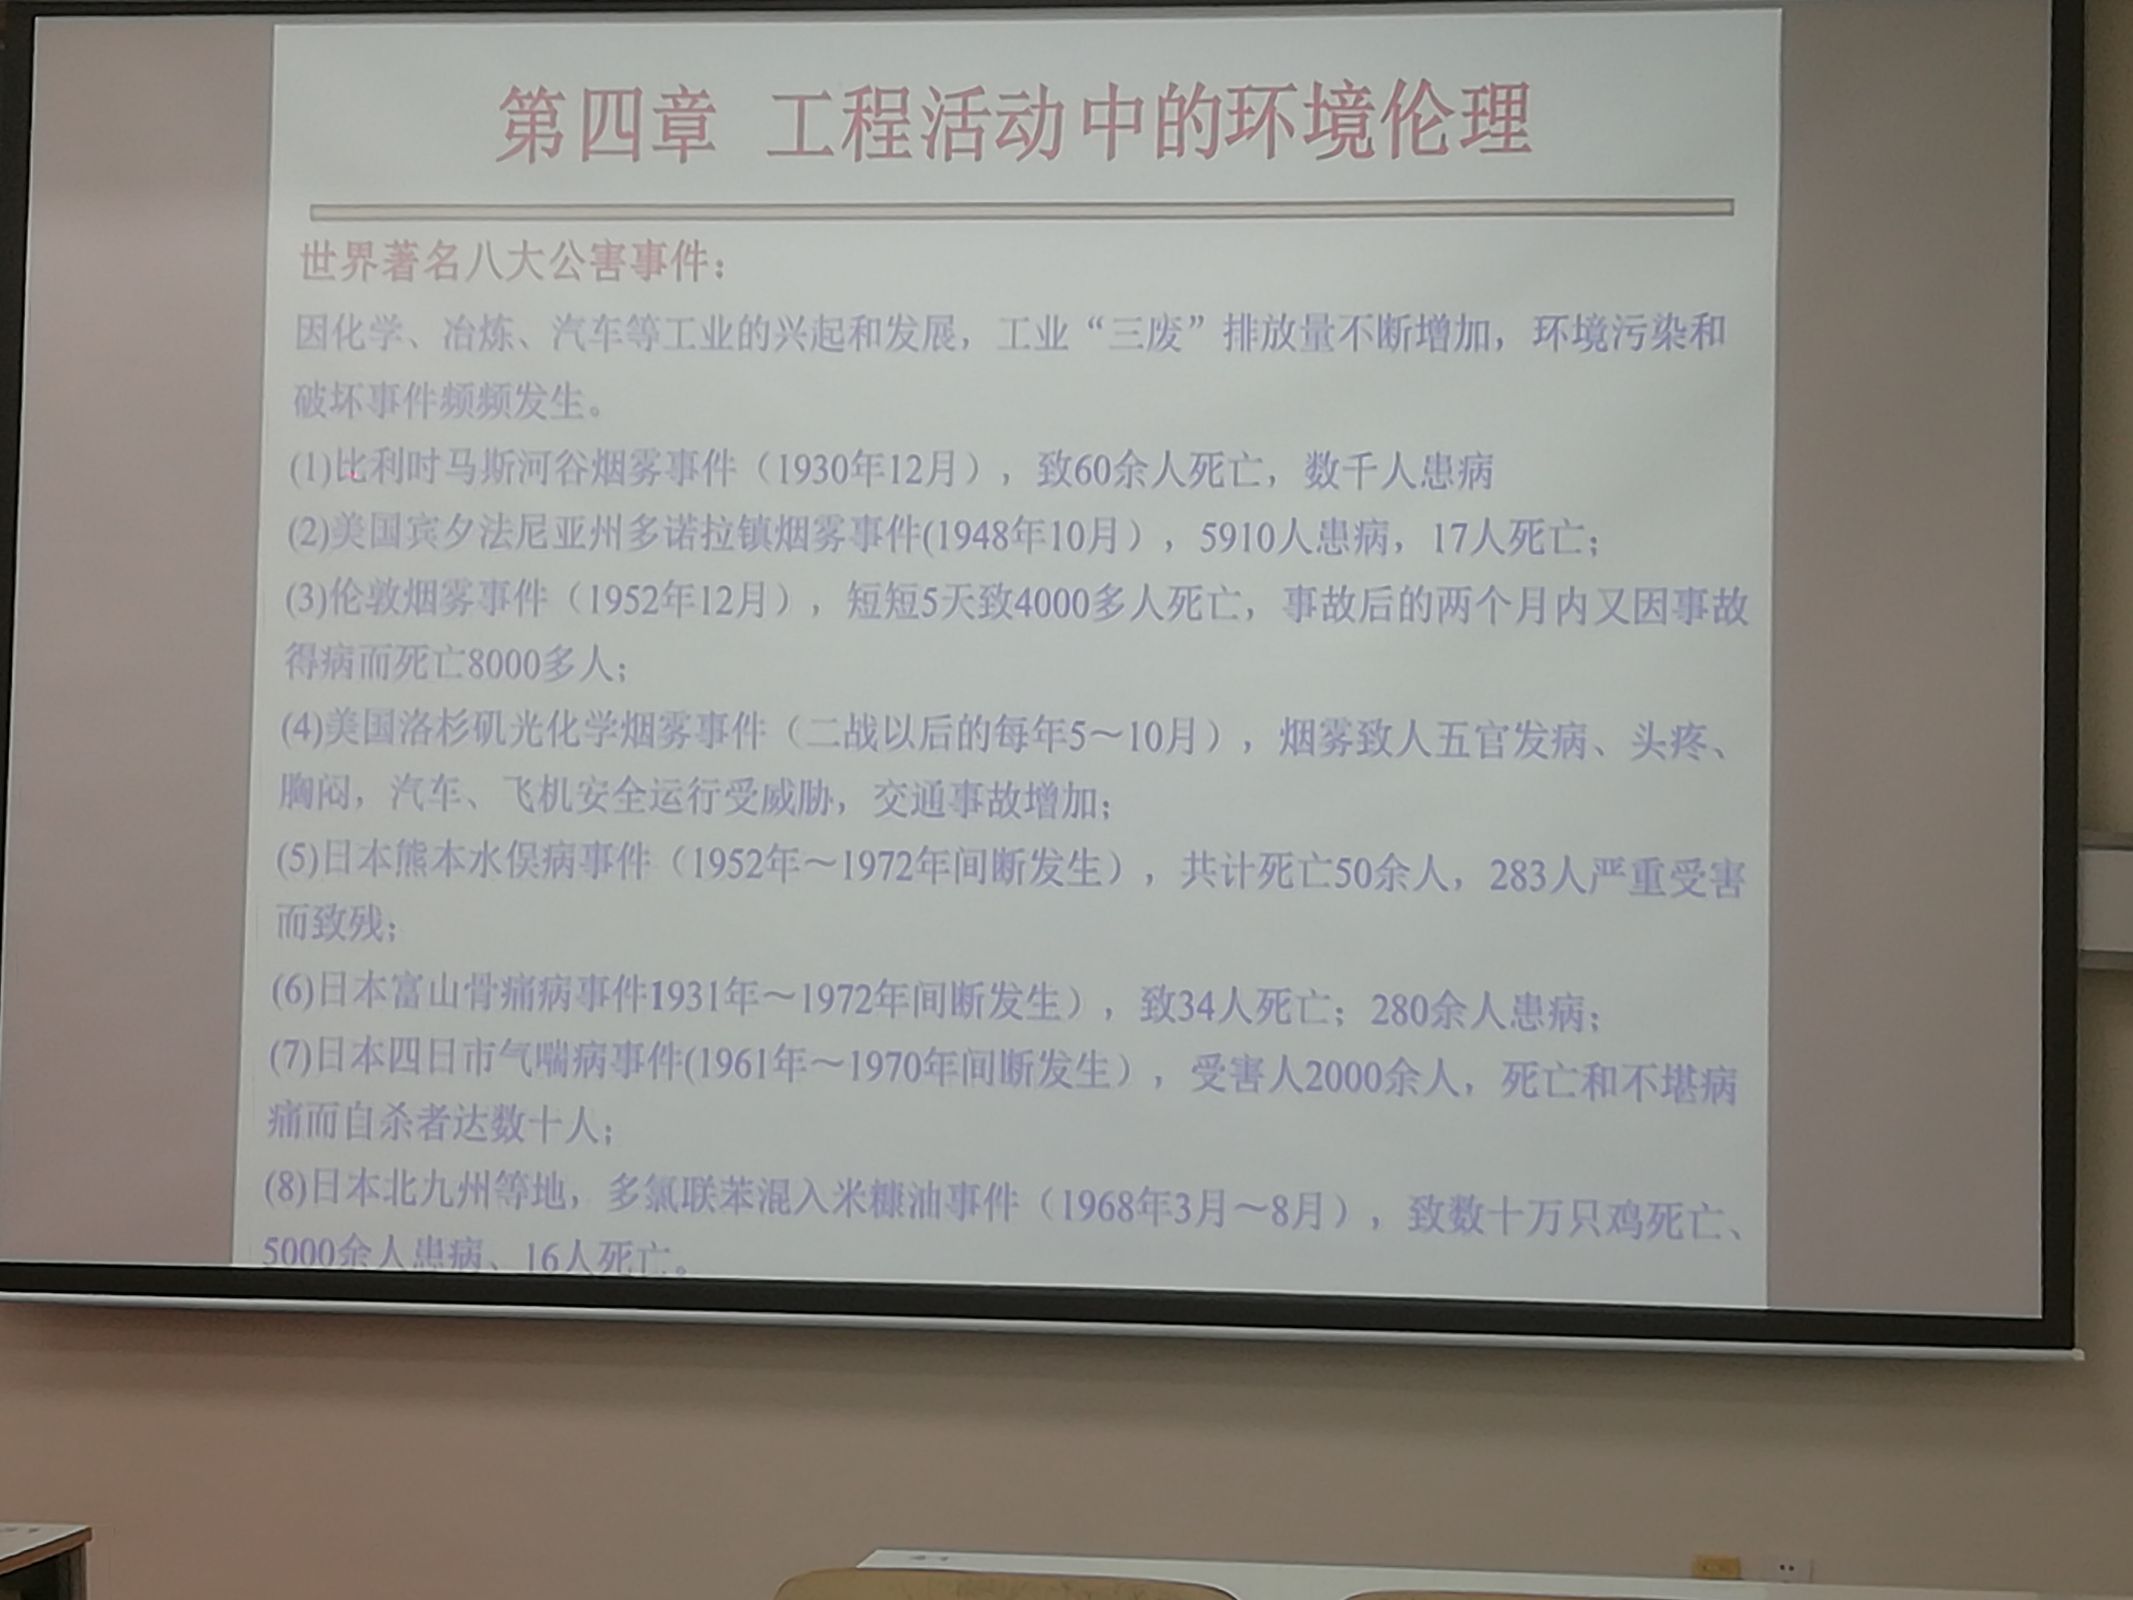 第四章 工程活动中的环境伦理
世界著名八大公害事件：
因化学、冶炼、汽车等工业的兴起和发展，工业“三废”排放量不断增加，环境污染和
破坏事件频频发生。
(1)比利时马斯河谷烟雾事件（1930年12月），致60余人死亡，数千人患病
(2)美国宾夕法尼亚州多诺拉镇烟雾事件(1948年10月），5910人患病，17人死亡；
(3)伦敦烟雾事件（1952年12月），短短5天致4000多人死亡，事故后的两个月内又因事故
得病而死亡8000多人；
(4)美国洛杉矶光化学烟雾事件（二战以后的每年5～10月），烟雾致人五官发病、头疼、
胸闷，汽车、飞机安全运行受威胁，交通事故增加；
(5)日本熊本水俣病事件（1952年～1972年间断发生），共计死亡50余人，283人严重受害
而致残；
(6)日本富山骨痛病事件1931年～1972年间断发生），致34人死亡；280余人患病；
(7)日本四日市气喘病事件(1961年～1970年间断发生），受害人2000余人，死亡和不堪病
痛而自杀者达数十人；
(8)日本北九州等地，多氯联苯混入米糠油事件（1968年3月～8月），致数十万只鸡死亡、
5000余人患病、16人死亡。